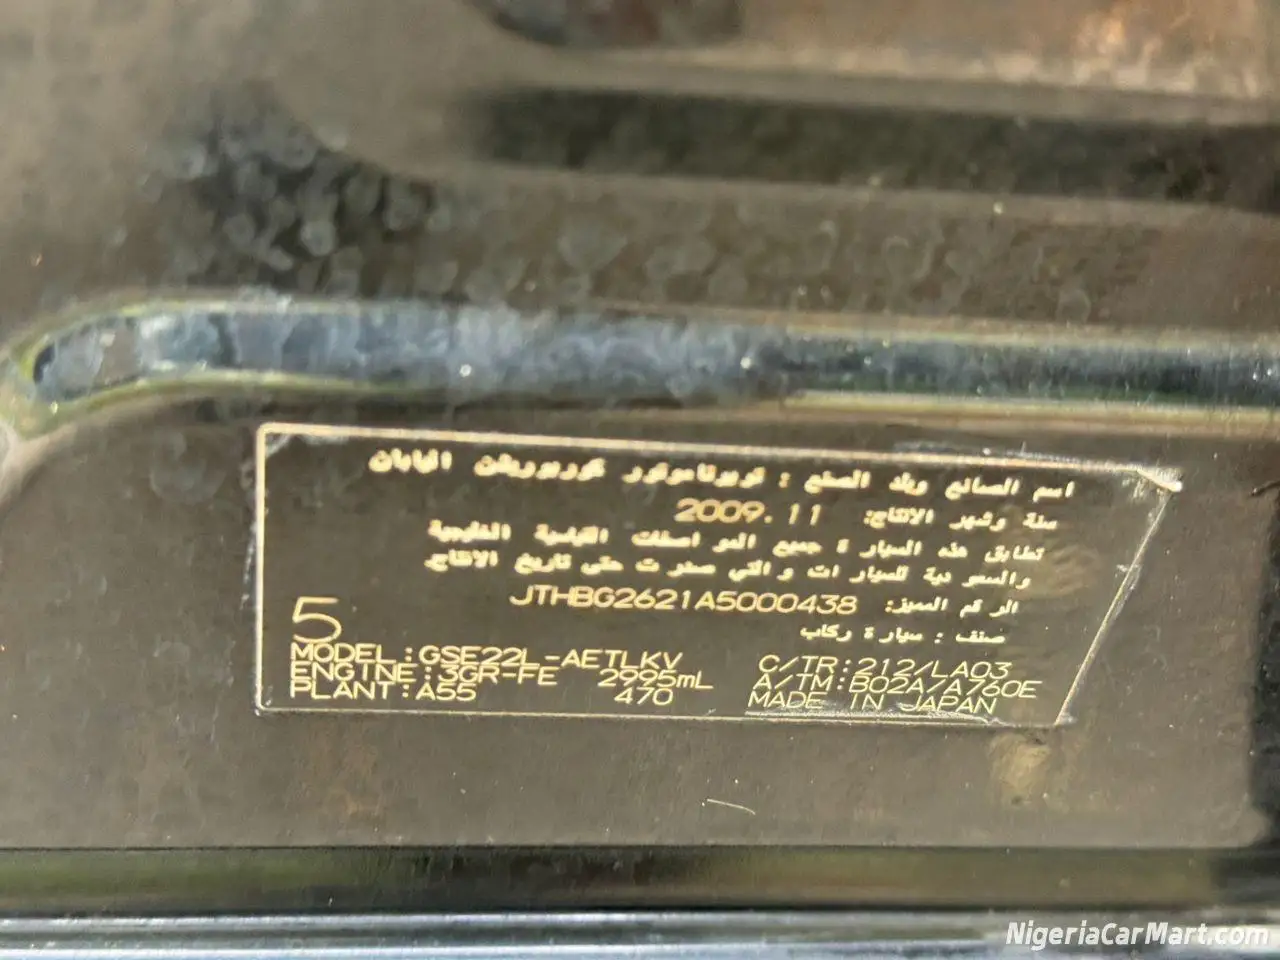 اسم الصانع وبلد الصنع : تويوتاموتور كوربوريشن اليابان
سنة وشهر الانتاج: 2009.11
تطابق هذه السيارة جميع المواصفات القياسية الخليجية
والسعودية للسيارات والتي صدرت حتى تاريخ الانتاج.
الرقم المميز: JTHBG2621A5000438
صنف : سيارة ركاب
5
MODEL:GSE22L-AETLKV
ENGINE:3GR-FE 2995mL
PLANT:A55 470
C/TR:212/LA03
A/TM:B02A/A760E
MADE IN JAPAN
NigeriaCarMart.com